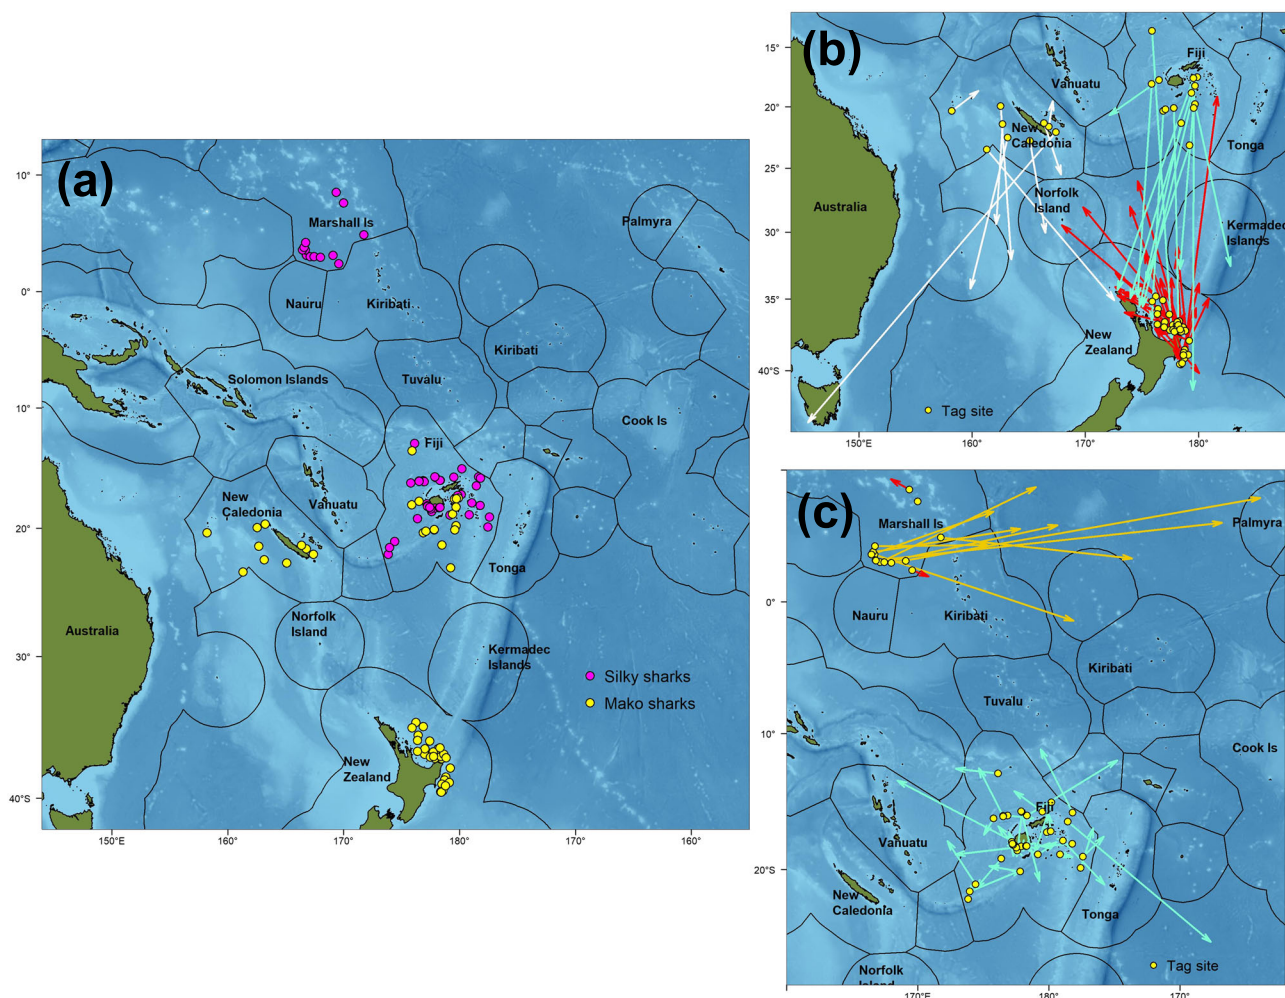 (a)
10°
Marshall Is
Palmyra
0°
Nauru
Kiribati
Kiribati
Solomon Islands
Tuvalu
10°
Cook Is
Fiji
New
Caledonia
Vanuatu
20°
Tonga
Norfolk
Island
Australia
Kermadec
Islands
30°
Silky sharks
Mako sharks
New
Zealand
40°S
150°E
160°
170°
180°
170°
160°
(b)
15°
Fiji
Vanuatu
20°
New
Caledonia
Tonga
25°
Norfolk
Island
Australia
Kermadec
Islands
30°
35°
New
Zealand
40°S
Tag site
150°E
160°
170°
180°
(c)
Marshall Is
Palmyra
0°
Nauru
Kiribati
Kiribati
Tuvalu
10°
Cook Is
Fiji
Vanuatu
20°S
New
Caledonia
Tonga
Norfolk
Island
Tag site
170°E
180°
170°